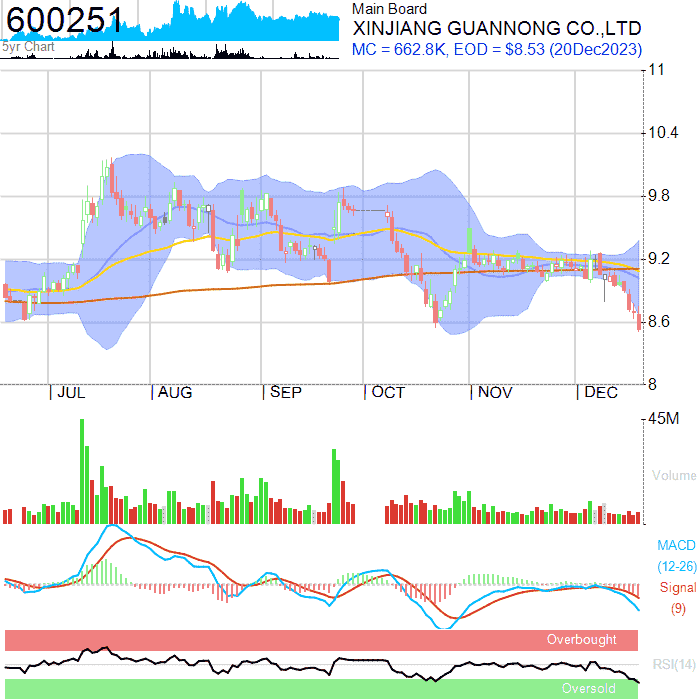 600251
5yr Chart
Main Board
XINJIANG GUANNONG CO.,LTD
MC = 662.8K, EOD = $8.53 (20Dec2023)
11
10.4
9.8
9.2
8.6
8
JUL AUG SEP OCT NOV DEC
45M
Volume
MACD
(12-26)
Signal
(9)
Overbought
RSI(14)
Oversold